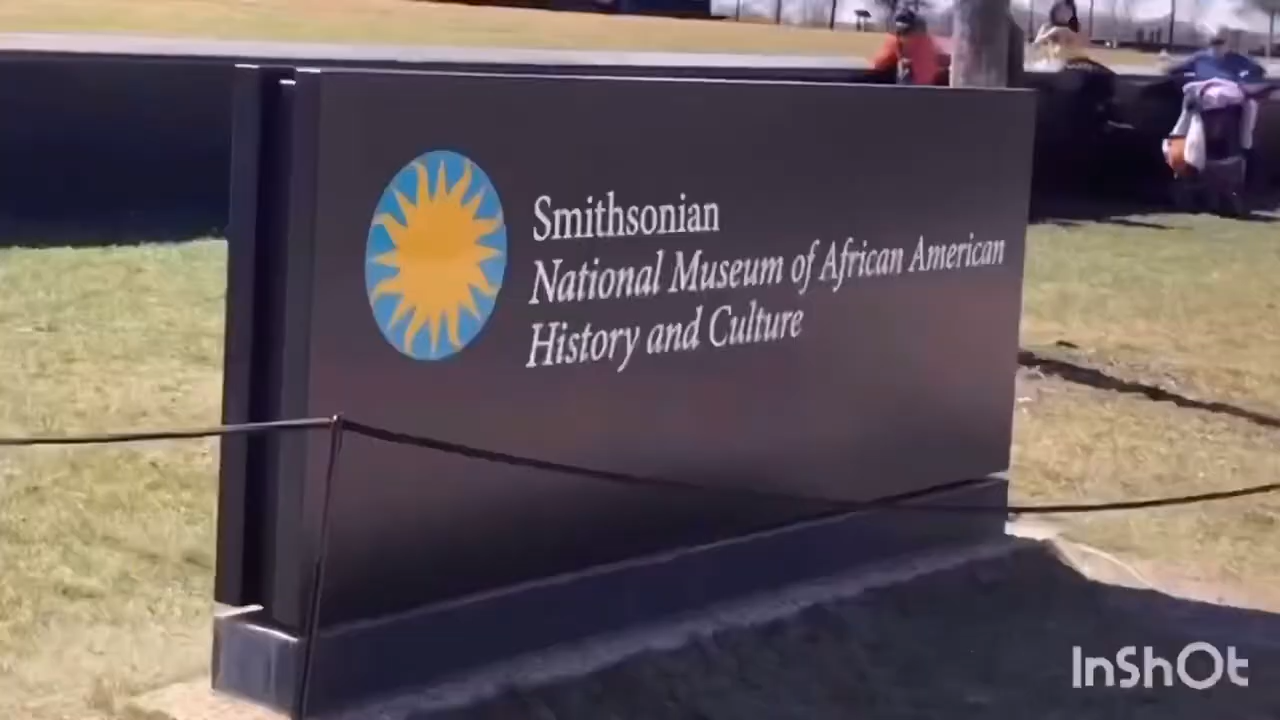 Smithsonian
National Museum of African American
History and Culture
InShOt